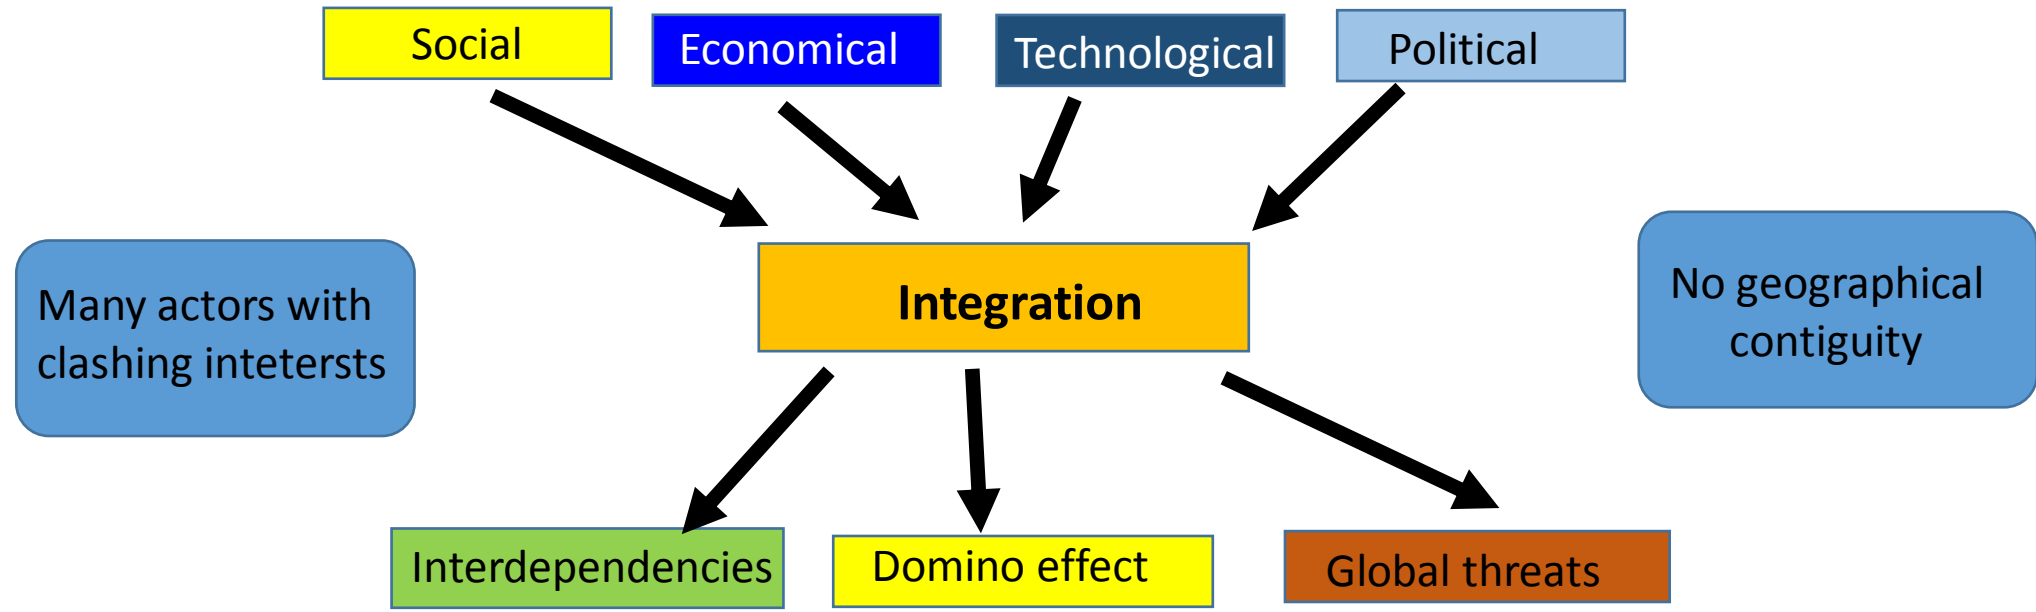 Social
Economical
Technological
Political
Many actors with
clashing intetersts
Integration
No geographical
contiguity
Interdependencies
Domino effect
Global threats